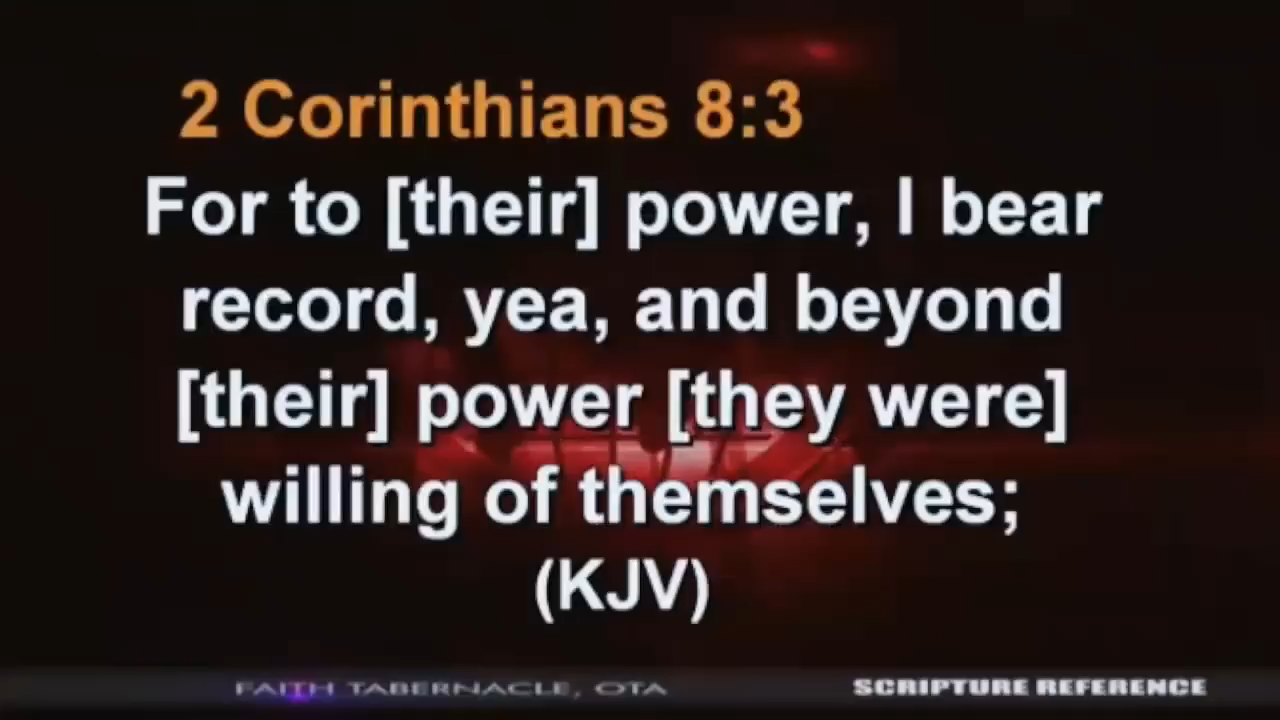 2 Corinthians 8:3
For to [their] power, I bear
record, yea, and beyond
[their] power [they were]
willing of themselves;
(KJV)
FAITH TABERNACLE, OTA
SCRIPTURE REFERENCE